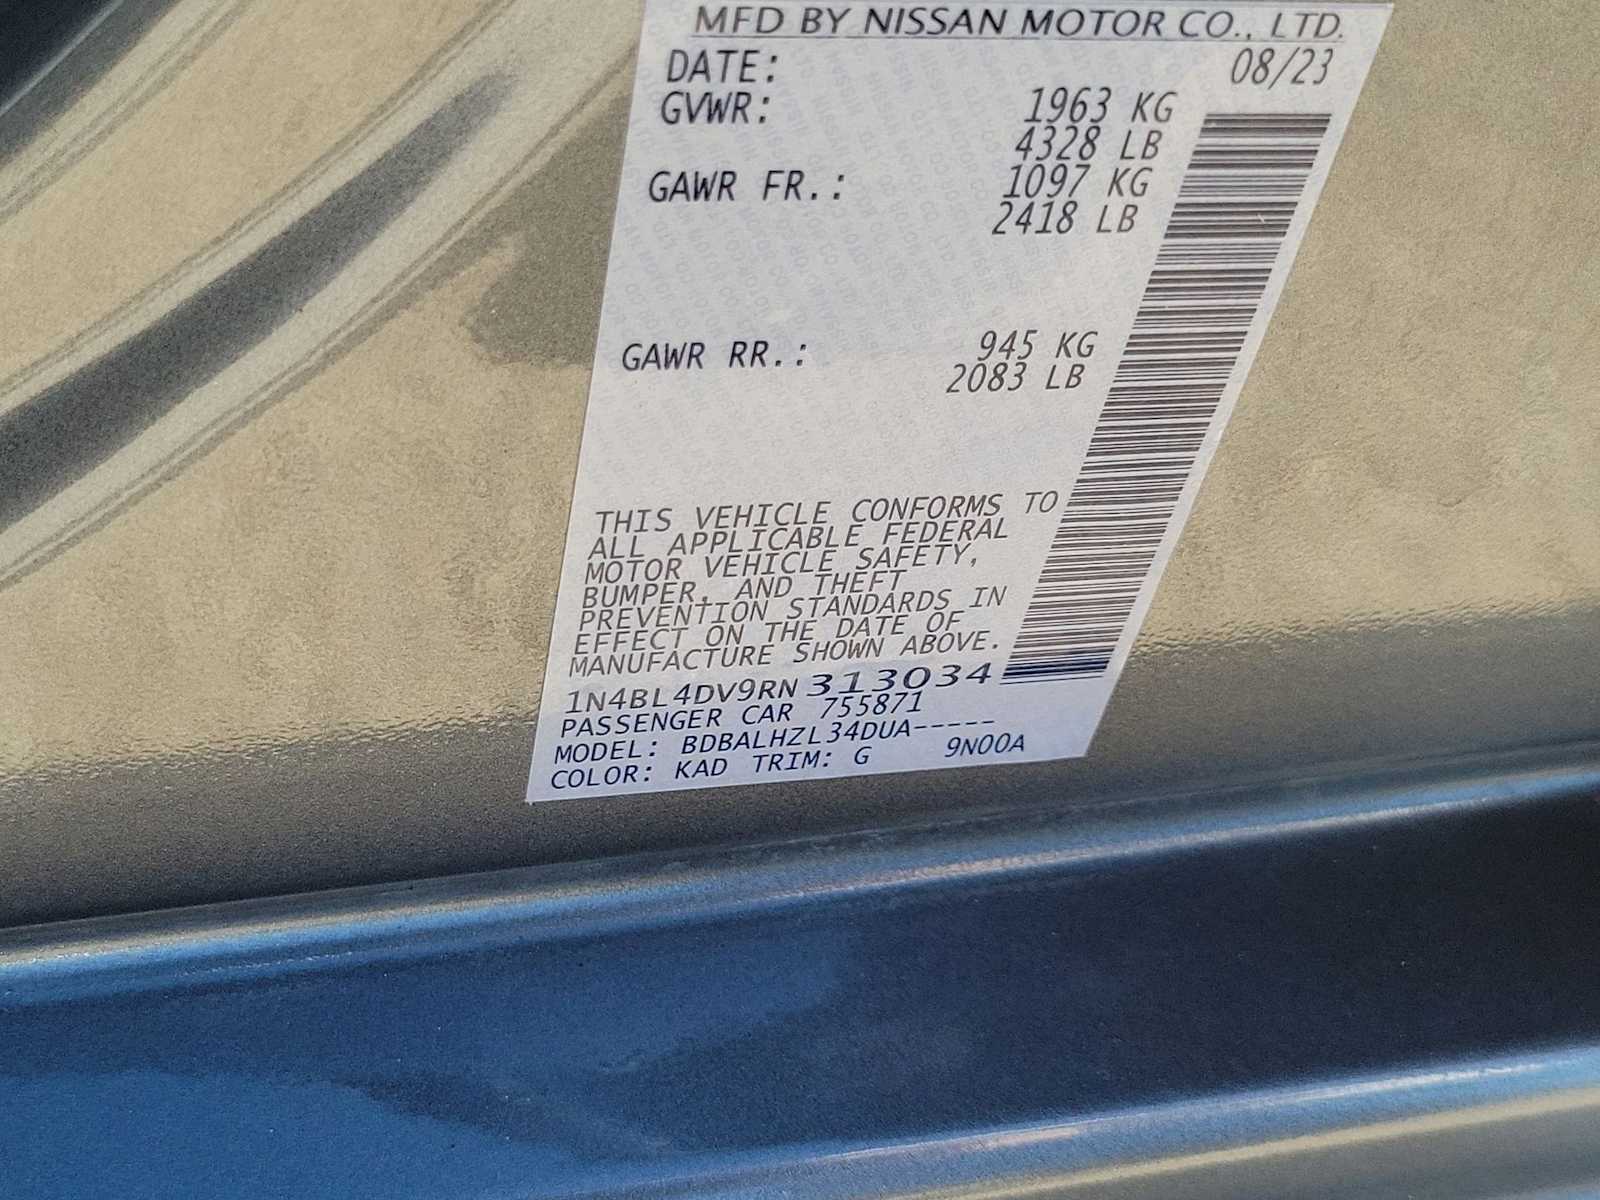 MFD BY NISSAN MOTOR CO., LTD.
DATE: 08/23
GVWR: 1963 KG
4328 LB
GAWR FR.: 1097 KG
2418 LB
GAWR RR.: 945 KG
2083 LB
THIS VEHICLE CONFORMS TO
ALL APPLICABLE FEDERAL
MOTOR VEHICLE SAFETY,
BUMPER, AND THEFT
PREVENTION STANDARDS IN
EFFECT ON THE DATE OF
MANUFACTURE SHOWN ABOVE.
1N4BL4DV9RN313034
PASSENGER CAR 755871
MODEL: BDBALHZL34DUA-----
COLOR: KAD TRIM: G 9N00A